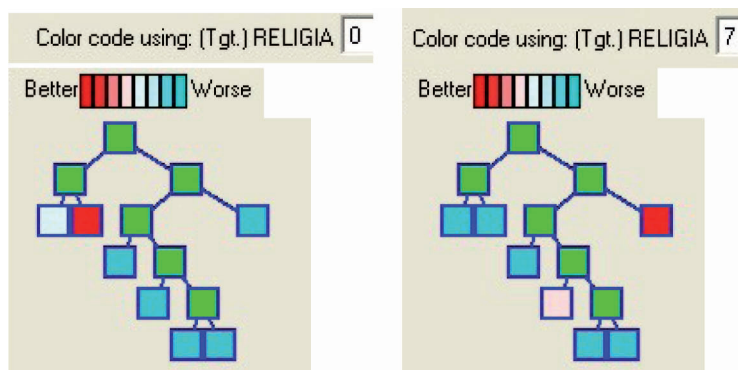 Color code using: (Tgt.) RELIGIA 0
Better Worse
Color code using: (Tgt.) RELIGIA 7
Better Worse